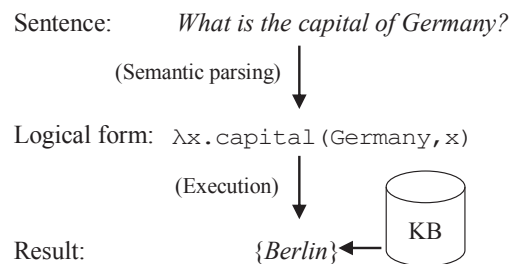 Sentence: What is the capital of Germany?
(Semantic parsing)
Logical form: λx.capital(Germany,x)
(Execution)
KB
Result: {Berlin}